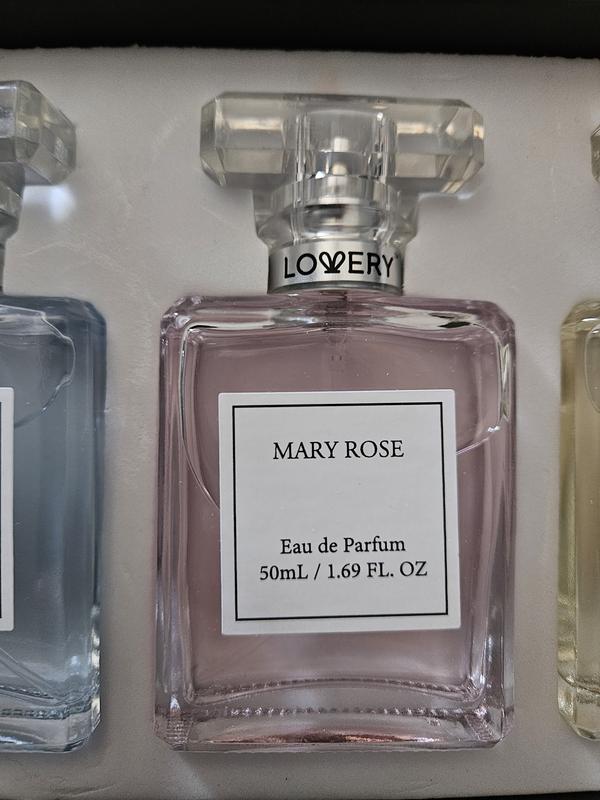 LOVERY
MARY ROSE
Eau de Parfum
50mL / 1.69 FL. OZ